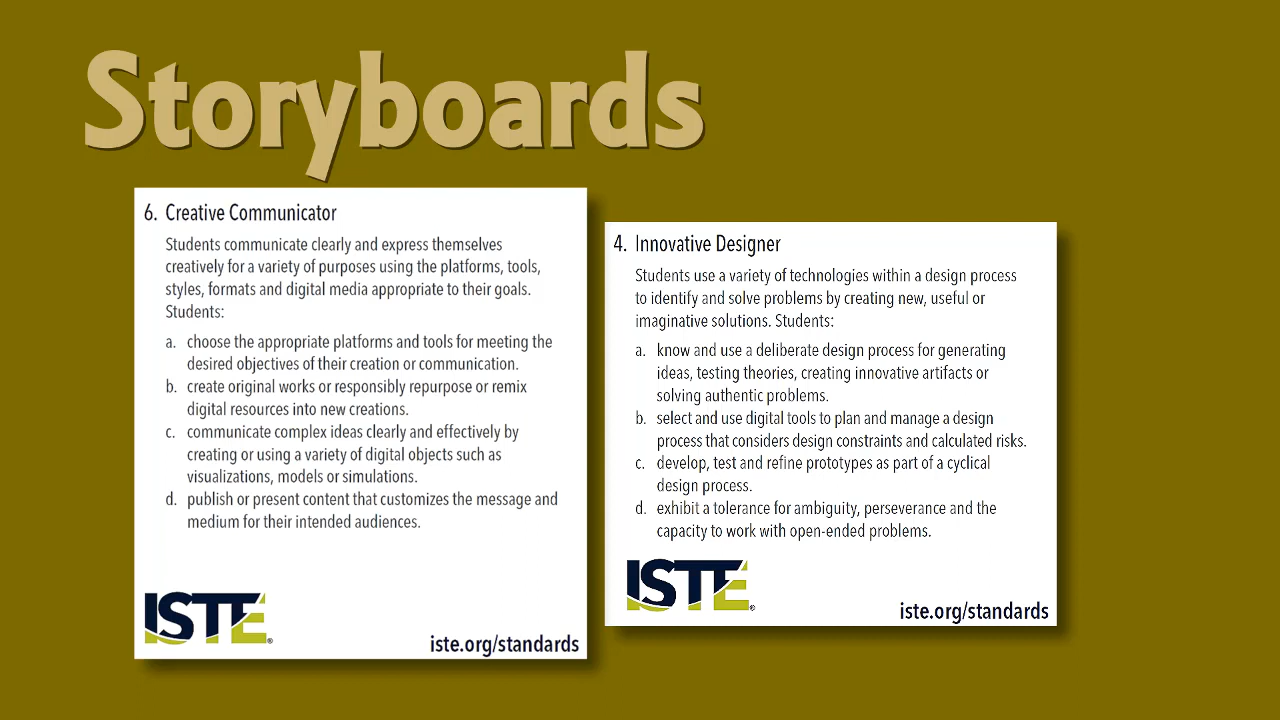 Storyboards
6. Creative Communicator
Students communicate clearly and express themselves
creatively for a variety of purposes using the platforms, tools,
styles, formats and digital media appropriate to their goals.
Students:
a. choose the appropriate platforms and tools for meeting the
desired objectives of their creation or communication.
b. create original works or responsibly repurpose or remix
digital resources into new creations.
c. communicate complex ideas clearly and effectively by
creating or using a variety of digital objects such as
visualizations, models or simulations.
d. publish or present content that customizes the message and
medium for their intended audiences.
ISTE®
iste.org/standards
4. Innovative Designer
Students use a variety of technologies within a design process
to identify and solve problems by creating new, useful or
imaginative solutions. Students:
a. know and use a deliberate design process for generating
ideas, testing theories, creating innovative artifacts or
solving authentic problems.
b. select and use digital tools to plan and manage a design
process that considers design constraints and calculated risks.
c. develop, test and refine prototypes as part of a cyclical
design process.
d. exhibit a tolerance for ambiguity, perseverance and the
capacity to work with open-ended problems.
ISTE®
iste.org/standards